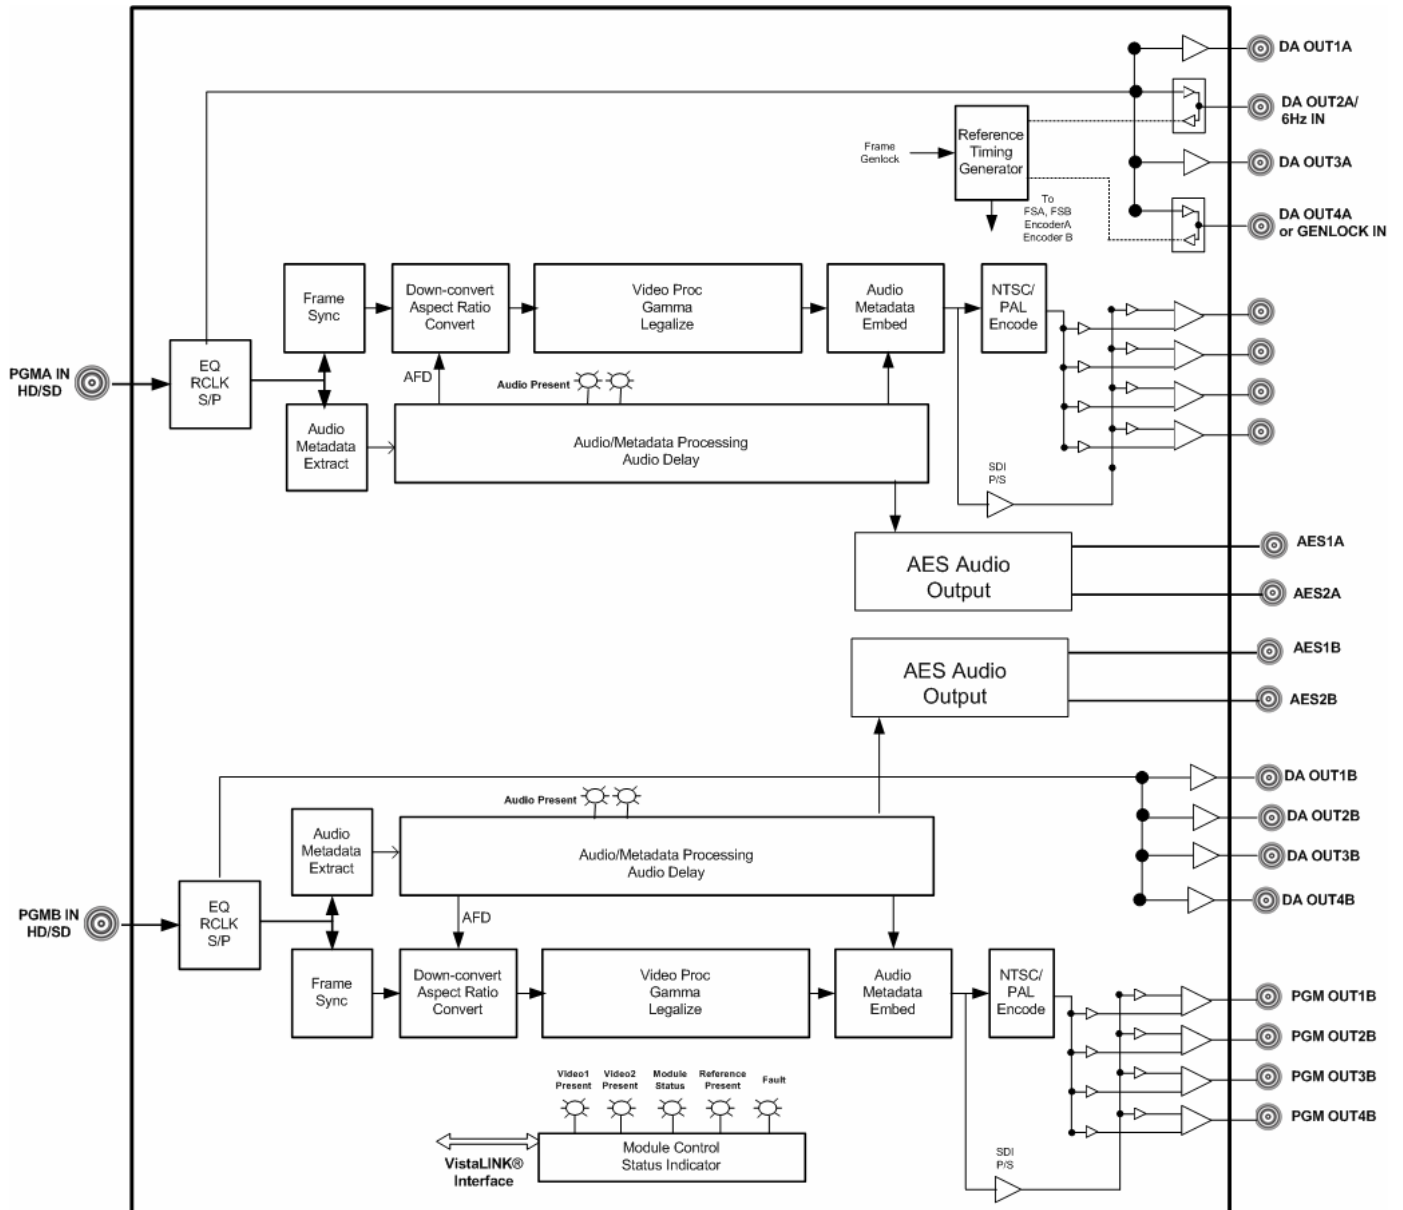 DA OUT1A
DA OUT2A/
6Hz IN
Reference
Timing
Generator
Frame
Genlock
DA OUT3A
To
FSA, FSB
EncoderA
Encoder B
DA OUT4A
or GENLOCK IN
Frame
Sync
Down-convert
Aspect Ratio
Convert
Video Proc
Gamma
Legalize
Audio
Metadata
Embed
NTSC/
PAL
Encode
PGMA IN
HD/SD
EQ
RCLK
S/P
AFD
Audio Present
Audio
Metadata
Extract
Audio/Metadata Processing
Audio Delay
SDI
P/S
AES Audio
Output
AES1A
AES2A
AES Audio
Output
AES1B
AES2B
DA OUT1B
DA OUT2B
DA OUT3B
DA OUT4B
Audio Present
Audio
Metadata
Extract
Audio/Metadata Processing
Audio Delay
PGMB IN
HD/SD
EQ
RCLK
S/P
AFD
Frame
Sync
Down-convert
Aspect Ratio
Convert
Video Proc
Gamma
Legalize
Audio
Metadata
Embed
NTSC/
PAL
Encode
PGM OUT1B
PGM OUT2B
PGM OUT3B
PGM OUT4B
Video1
Present
Video2
Present
Module
Status
Reference
Present
Fault
VistaLINK®
Interface
Module Control
Status Indicator
SDI
P/S